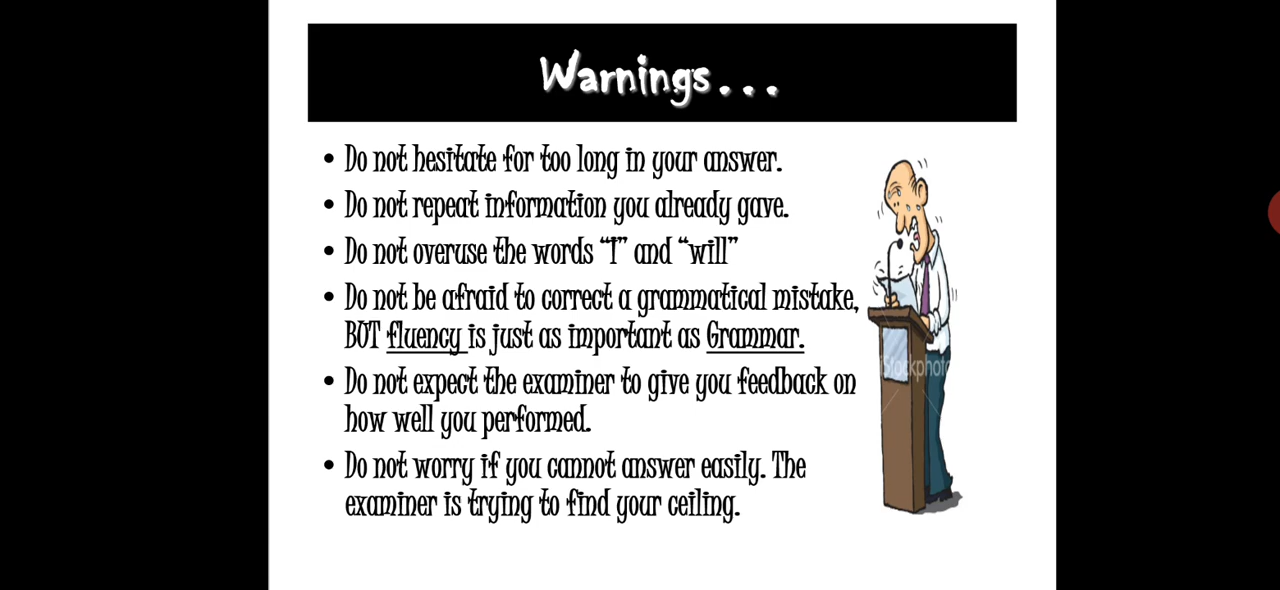 Warnings...
• Do not hesitate for too long in your answer.
• Do not repeat information you already gave.
• Do not overuse the words “I” and “will”
• Do not be afraid to correct a grammatical mistake,
BUT fluency is just as important as Grammar.
• Do not expect the examiner to give you feedback on
how well you performed.
• Do not worry if you cannot answer easily. The
examiner is trying to find your ceiling.
iStockphoto